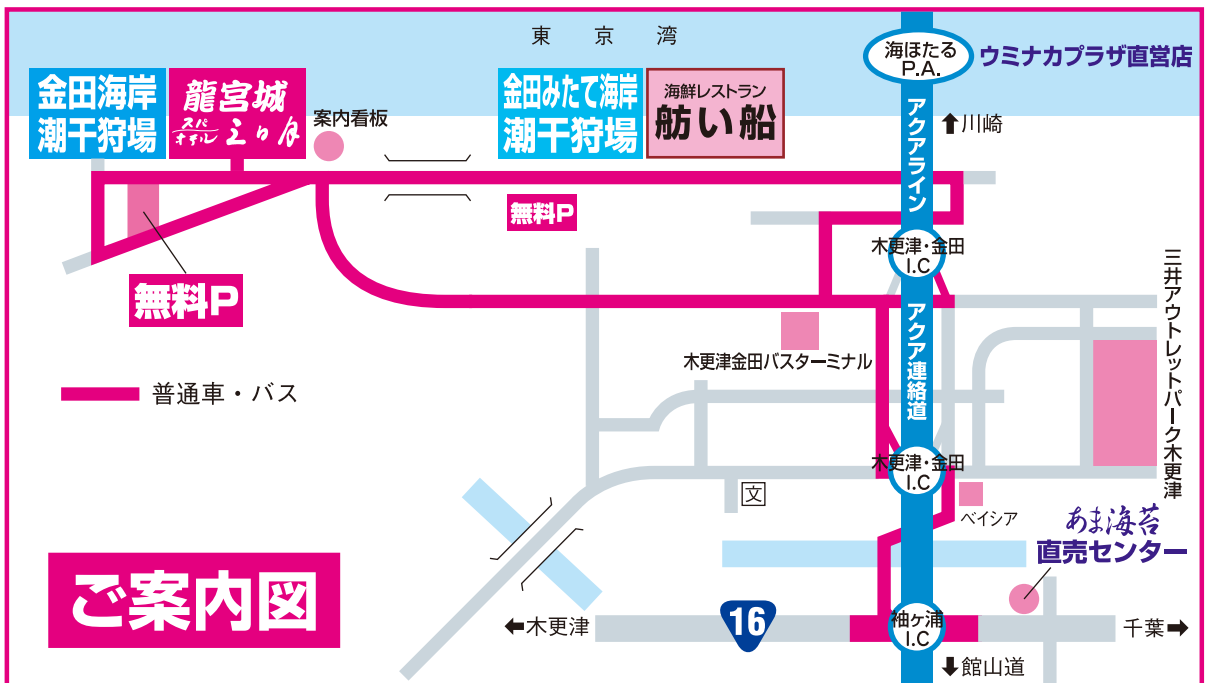 東京湾
海ほたる
P.A.
ウミナカプラザ直営店
金田海岸
潮干狩場
龍宮城
スパ
ホテル 三日月
案内看板
金田みたて海岸
潮干狩場
海鮮レストラン
舫い船
川崎
アクアライン
無料P
木更津・金田
I.C
無料P
アクア連絡道
三井アウトレットパーク木更津
木更津金田バスターミナル
普通車・バス
木更津・金田
I.C
文
ベイシア
あま海苔
直売センター
ご案内図
木更津
16
袖ヶ浦
I.C
千葉
館山道